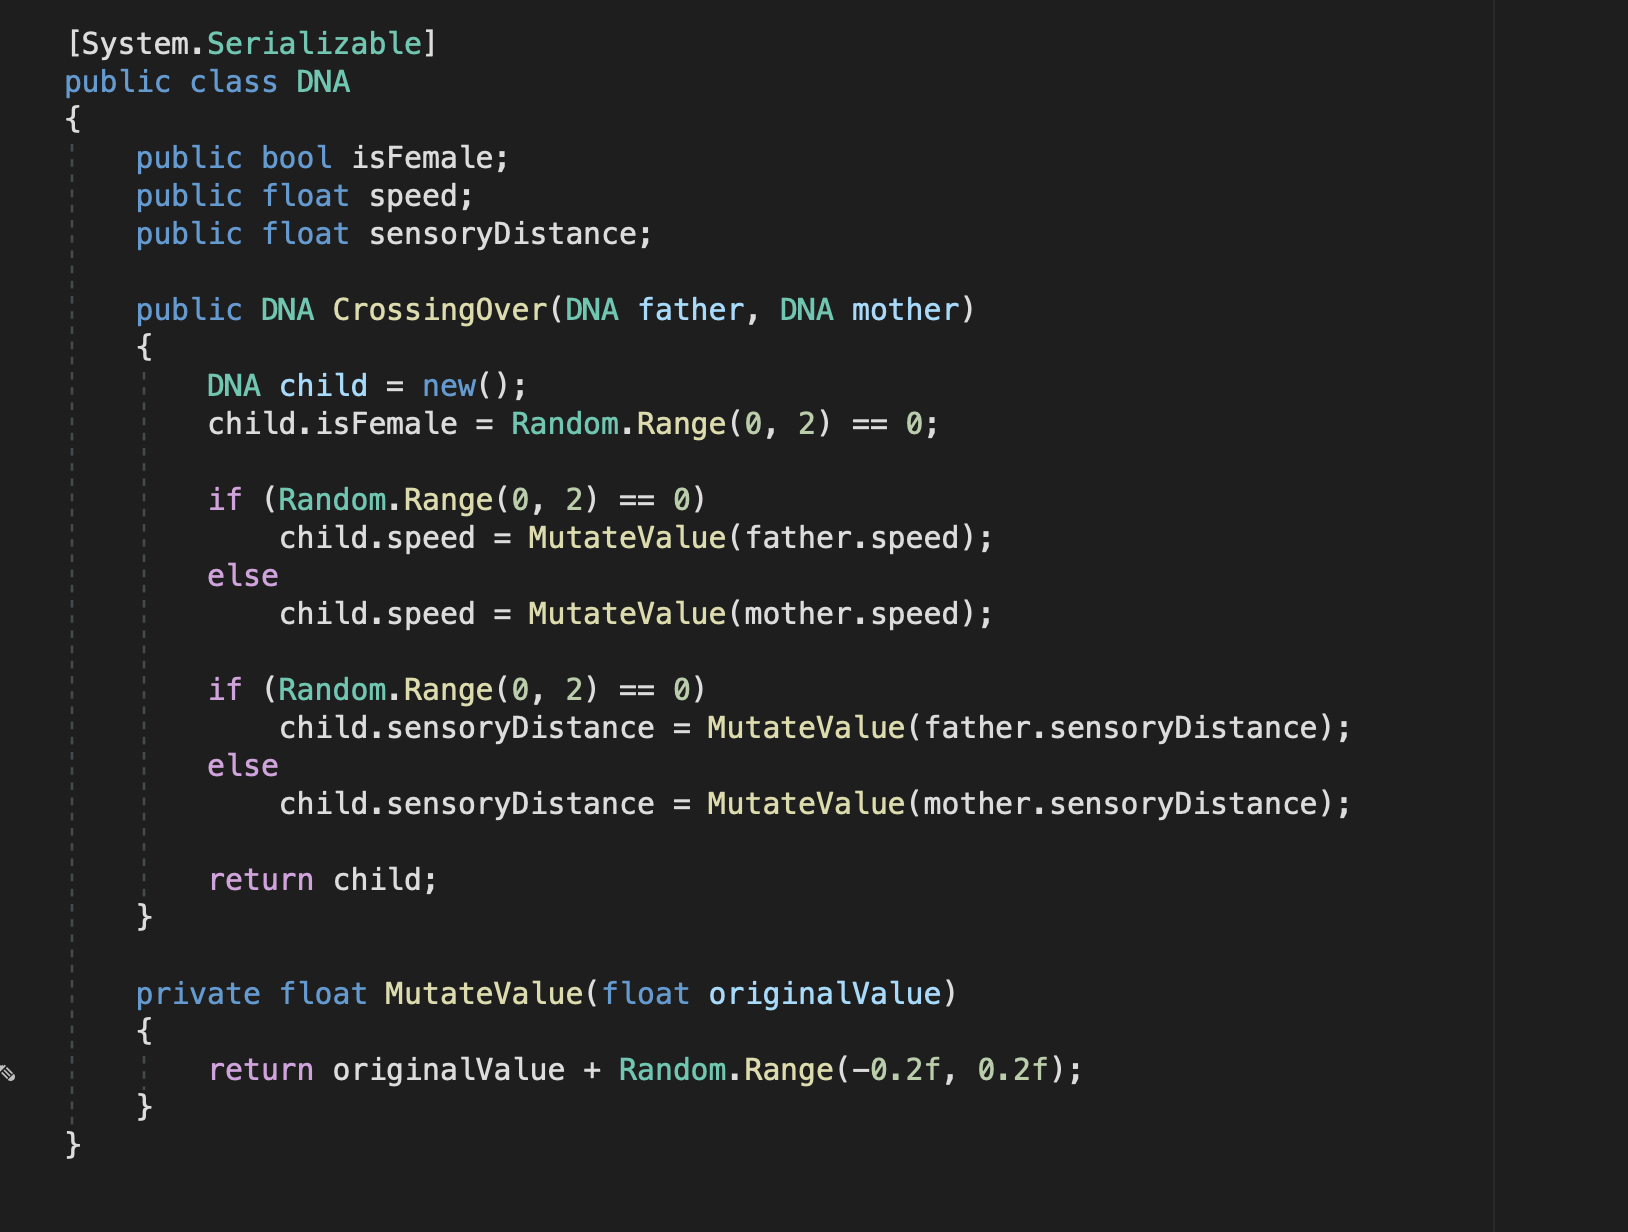 [System.Serializable]
public class DNA
{
    public bool isFemale;
    public float speed;
    public float sensoryDistance;

    public DNA CrossingOver(DNA father, DNA mother)
    {
        DNA child = new();
        child.isFemale = Random.Range(0, 2) == 0;

        if (Random.Range(0, 2) == 0)
            child.speed = MutateValue(father.speed);
        else
            child.speed = MutateValue(mother.speed);

        if (Random.Range(0, 2) == 0)
            child.sensoryDistance = MutateValue(father.sensoryDistance);
        else
            child.sensoryDistance = MutateValue(mother.sensoryDistance);

        return child;
    }

    private float MutateValue(float originalValue)
    {
        return originalValue + Random.Range(-0.2f, 0.2f);
    }
}